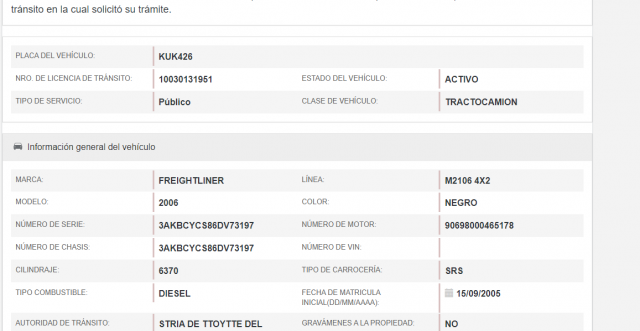 tránsito en la cual solicitó su trámite.
PLACA DEL VEHÍCULO: KUK426
NRO. DE LICENCIA DE TRÁNSITO: 10030131951 ESTADO DEL VEHÍCULO: ACTIVO
TIPO DE SERVICIO: Público CLASE DE VEHÍCULO: TRACTOCAMION
Información general del vehículo
MARCA: FREIGHTLINER LÍNEA: M2106 4X2
MODELO: 2006 COLOR: NEGRO
NÚMERO DE SERIE: 3AKBCYCS86DV73197 NÚMERO DE MOTOR: 90698000465178
NÚMERO DE CHASIS: 3AKBCYCS86DV73197 NÚMERO DE VIN:
CILINDRAJE: 6370 TIPO DE CARROCERÍA: SRS
TIPO COMBUSTIBLE: DIESEL FECHA DE MATRICULA INICIAL(DD/MM/AAAA): 15/09/2005
AUTORIDAD DE TRÁNSITO: STRIA DE TTOYTTE DEL GRAVÁMENES A LA PROPIEDAD: NO